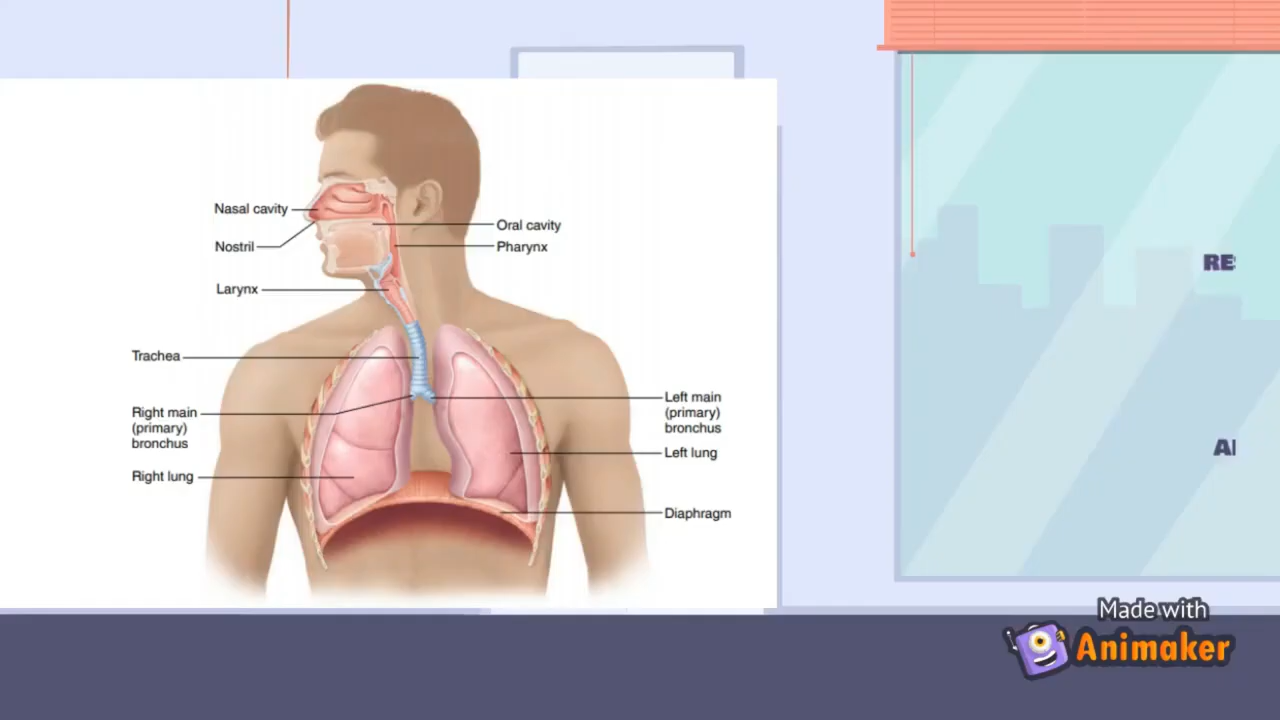 Nasal cavity
Oral cavity
Nostril
Pharynx
Larynx
Trachea
Left main
(primary)
bronchus
Right main
(primary)
bronchus
Left lung
Right lung
Diaphragm
RE
Made with
Animaker